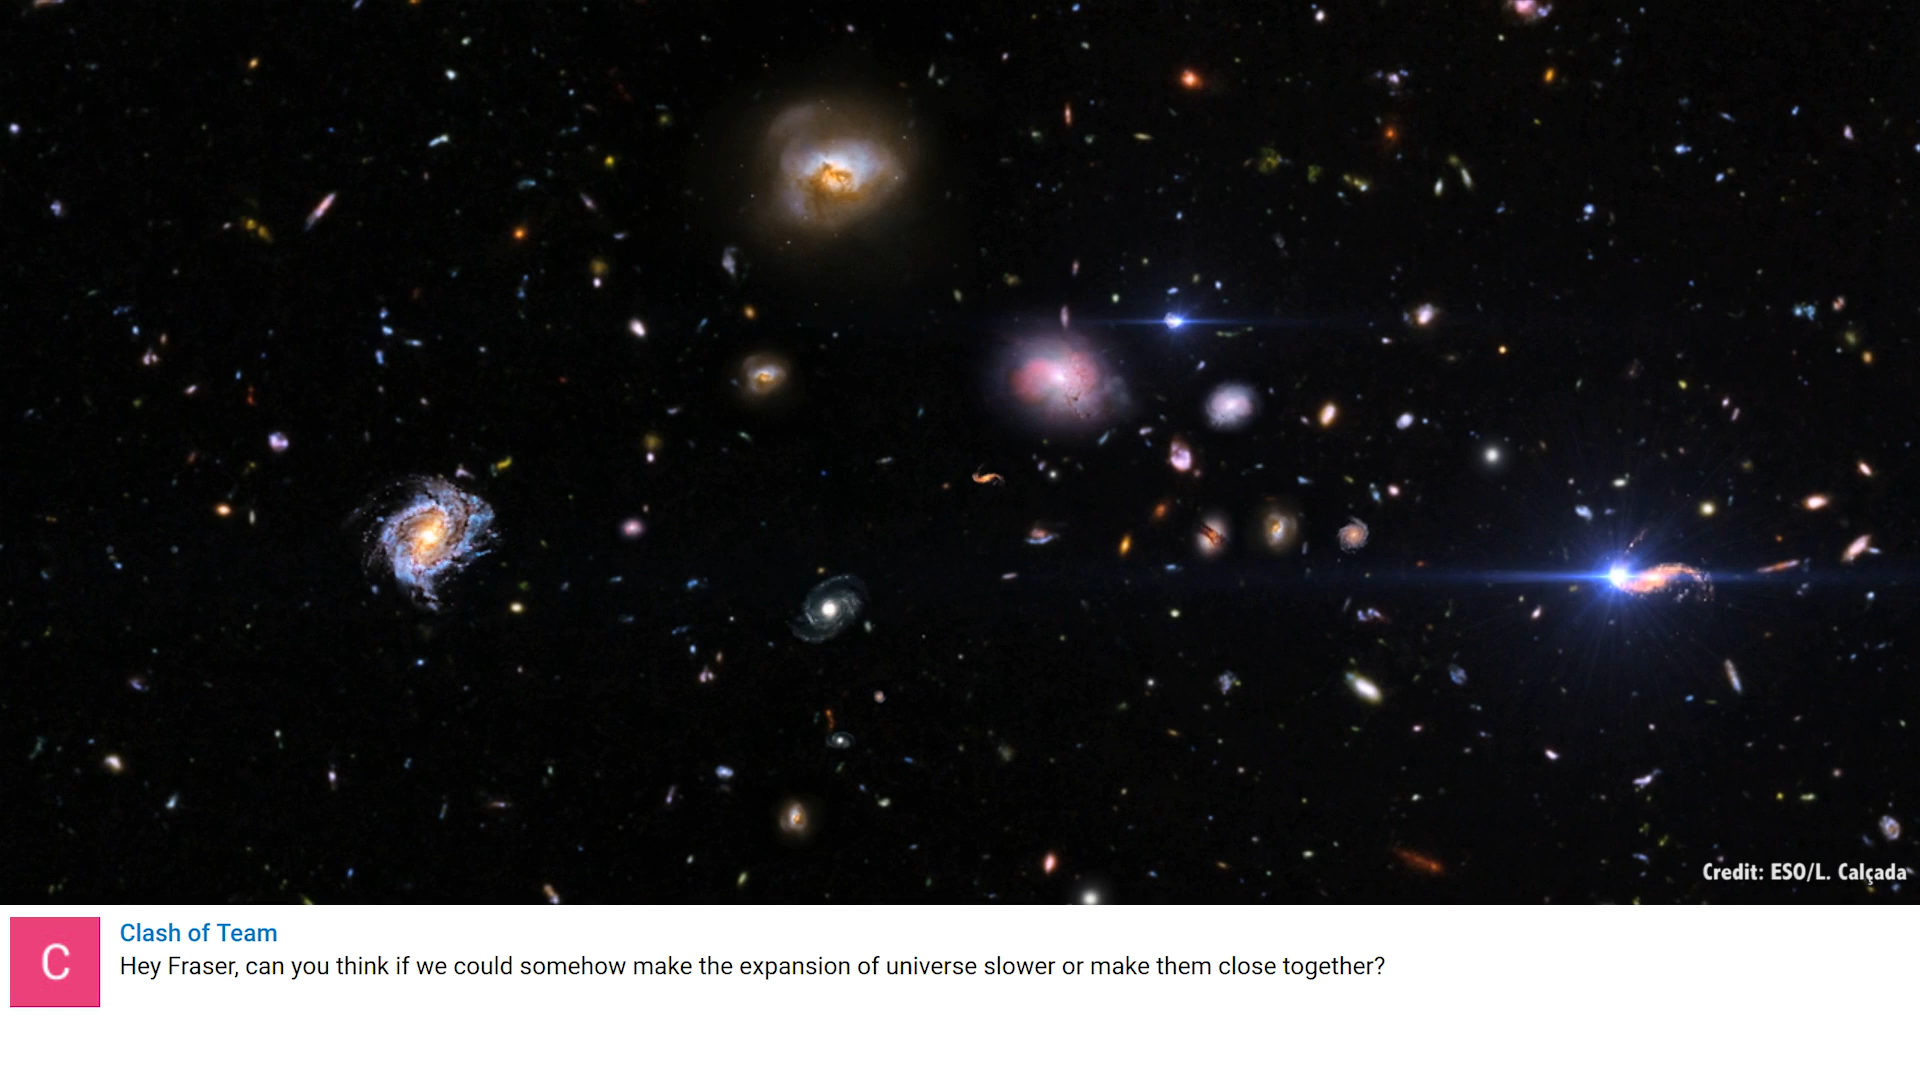 Credit: ESO/L. Calçada
C
Clash of Team
Hey Fraser, can you think if we could somehow make the expansion of universe slower or make them close together?